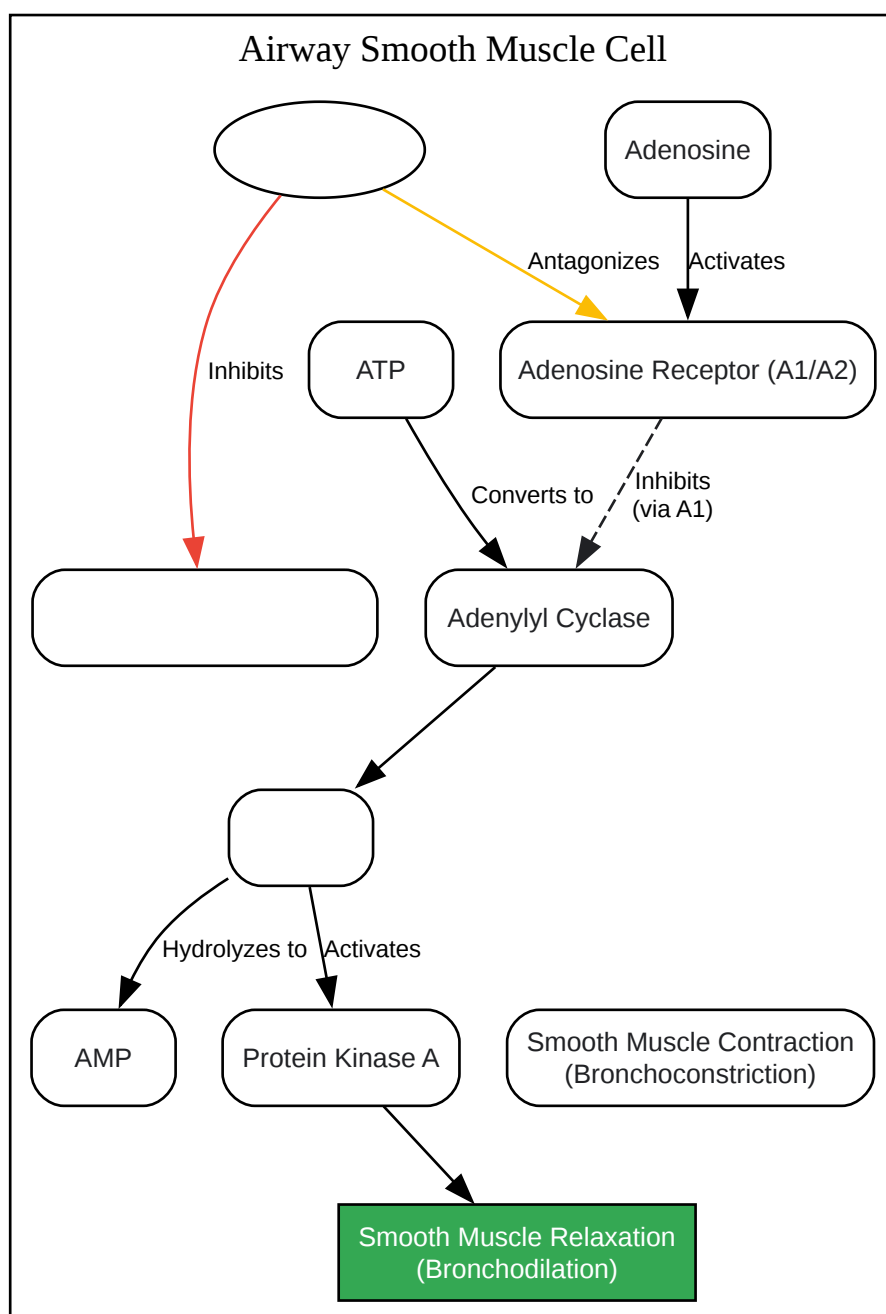 Airway Smooth Muscle Cell
Adenosine
Antagonizes
Activates
Inhibits
ATP
Adenosine Receptor (A1/A2)
Converts to
Inhibits
(via A1)
Adenylyl Cyclase
Hydrolyzes to
Activates
AMP
Protein Kinase A
Smooth Muscle Contraction
(Bronchoconstriction)
Smooth Muscle Relaxation
(Bronchodilation)